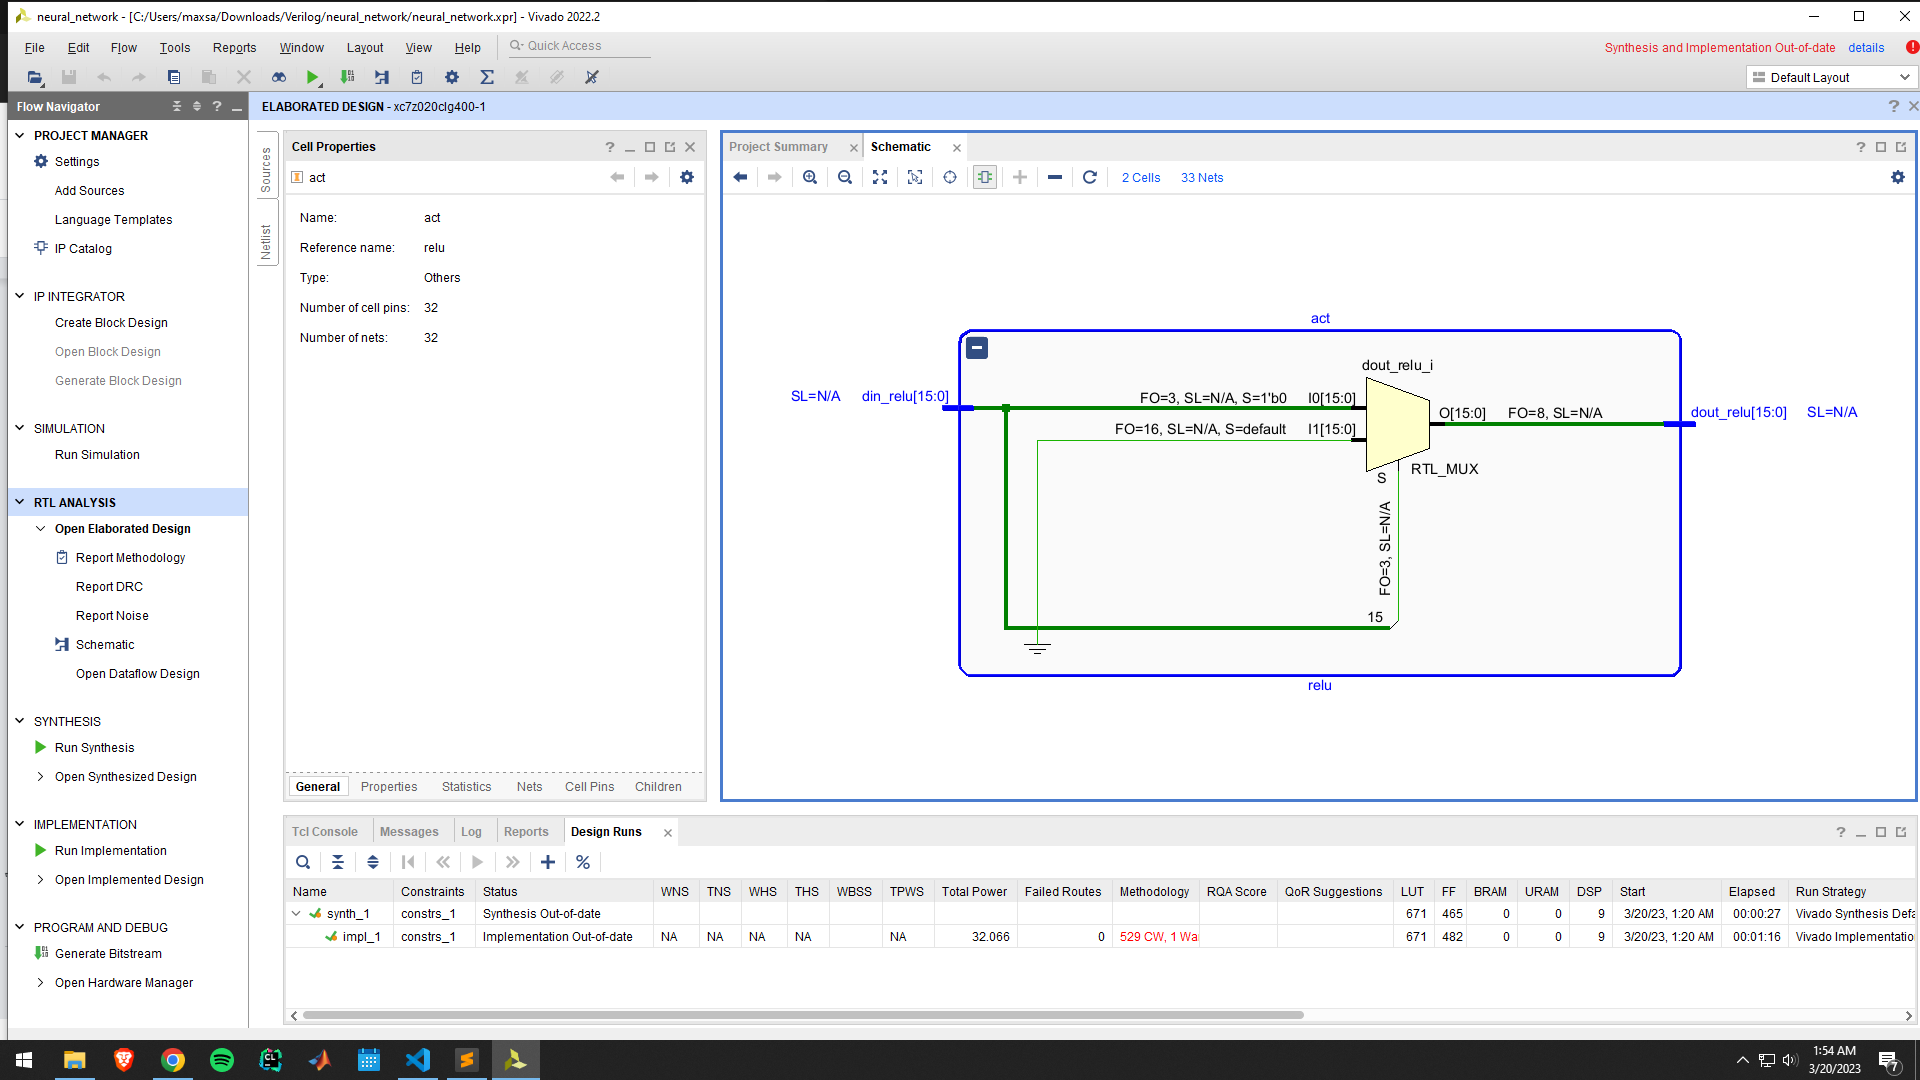 neural_network - [C:/Users/maxsa/Downloads/Verilog/neural_network/neural_network.xpr] - Vivado 2022.2
File Edit Flow Tools Reports Window Layout View Help Quick Access
Synthesis and Implementation Out-of-date details
Default Layout
Flow Navigator
ELABORATED DESIGN - xc7z020clg400-1
PROJECT MANAGER
Settings
Add Sources
Language Templates
IP Catalog
IP INTEGRATOR
Create Block Design
Open Block Design
Generate Block Design
SIMULATION
Run Simulation
RTL ANALYSIS
Open Elaborated Design
Report Methodology
Report DRC
Report Noise
Schematic
Open Dataflow Design
SYNTHESIS
Run Synthesis
Open Synthesized Design
IMPLEMENTATION
Run Implementation
Open Implemented Design
PROGRAM AND DEBUG
Generate Bitstream
Open Hardware Manager
Sources
Netlist
Cell Properties
act
Name: act
Reference name: relu
Type: Others
Number of cell pins: 32
Number of nets: 32
General Properties Statistics Nets Cell Pins Children
Project Summary Schematic
2 Cells 33 Nets
act
dout_relu_i
SL=N/A din_relu[15:0] FO=3, SL=N/A, S=1'b0 I0[15:0]
O[15:0] FO=8, SL=N/A dout_relu[15:0] SL=N/A
FO=16, SL=N/A, S=default I1[15:0]
RTL_MUX
S
FO=3, SL=N/A
15
relu
Tcl Console Messages Log Reports Design Runs
Name Constraints Status WNS TNS WHS THS WBSS TPWS Total Power Failed Routes Methodology RQA Score QoR Suggestions LUT FF BRAM URAM DSP Start Elapsed Run Strategy
synth_1 constrs_1 Synthesis Out-of-date 671 465 0 0 9 3/20/23, 1:20 AM 00:00:27 Vivado Synthesis Defa
impl_1 constrs_1 Implementation Out-of-date NA NA NA NA NA 32.066 0 529 CW, 1 Wa 671 482 0 0 9 3/20/23, 1:20 AM 00:01:16 Vivado Implementatio
1:54 AM
3/20/2023
7